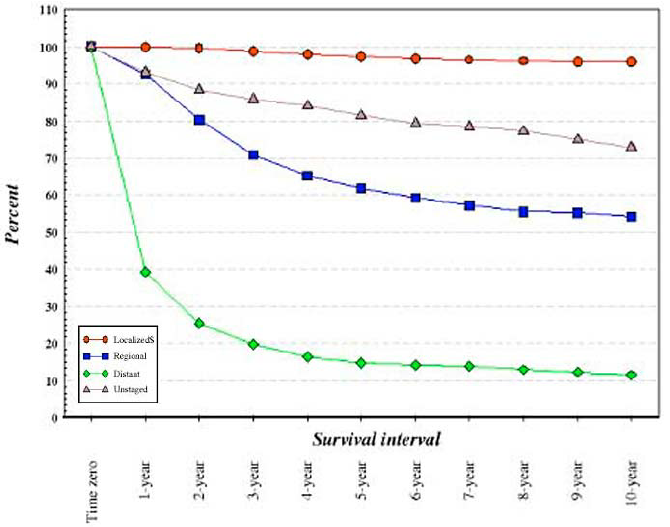 110
100
90
80
70
60
50
40
30
20
10
0
Percent
Localized$
Regional
Distant
Unstaged
Survival interval
Time zero
1-year
2-year
3-year
4-year
5-year
6-year
7-year
8-year
9-year
10-year